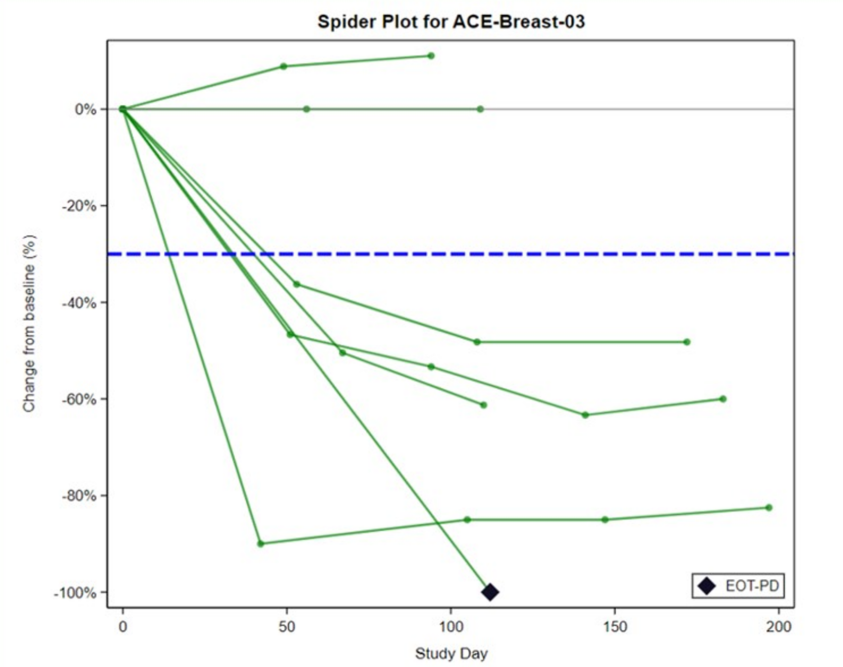 Spider Plot for ACE-Breast-03
0%
-20%
-40%
-60%
-80%
-100%
Change from baseline (%)
EOT-PD
0 50 100 150 200
Study Day